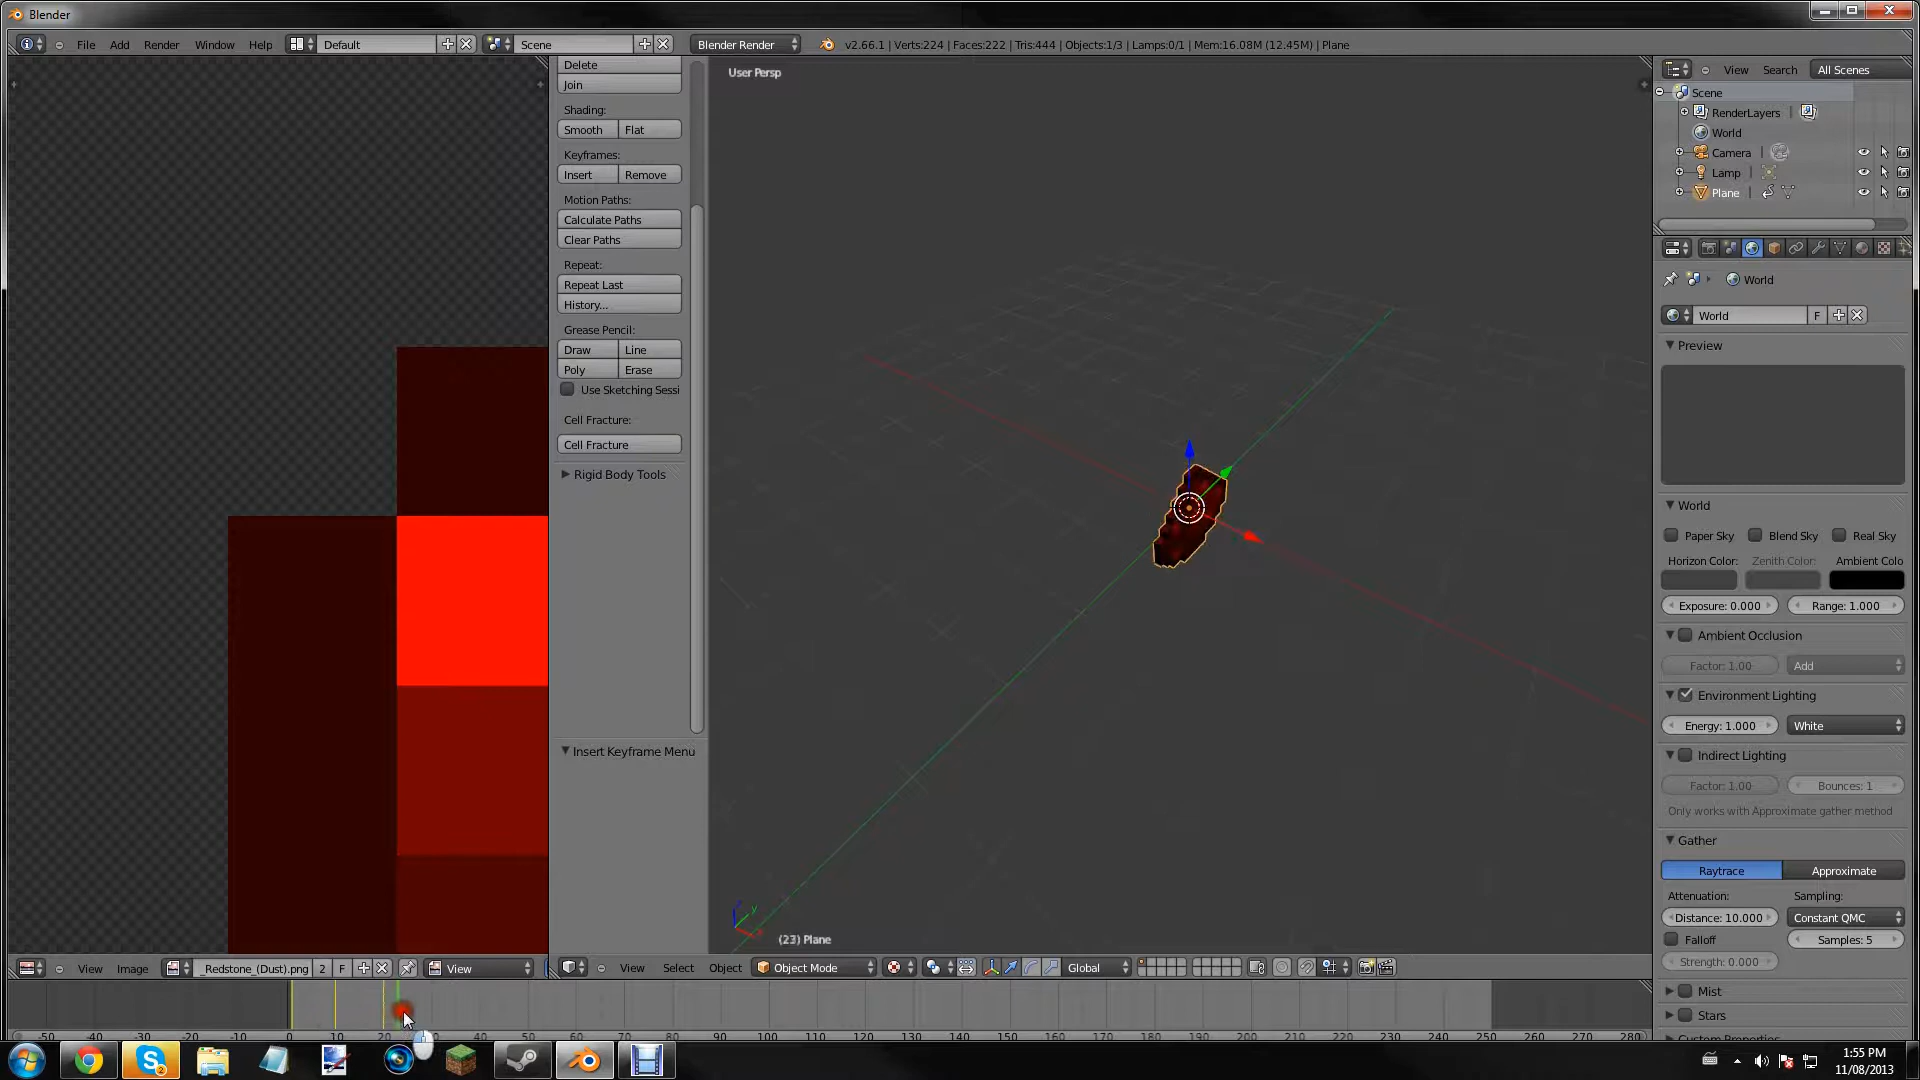 Blender
File Add Render Window Help Default Scene Blender Render v2.66.1 | Verts:224 | Faces:222 | Tris:444 | Objects:1/3 | Lamps:0/1 | Mem:16.08M (12.45M) | Plane
Delete
Join
Shading:
Smooth Flat
Keyframes:
Insert Remove
Motion Paths:
Calculate Paths
Clear Paths
Repeat:
Repeat Last
History...
Grease Pencil:
Draw Line
Poly Erase
Use Sketching Sessi
Cell Fracture:
Cell Fracture
Rigid Body Tools
Insert Keyframe Menu
User Persp
(23) Plane
View Search All Scenes
Scene
RenderLayers |
World
Camera |
Lamp |
Plane |
World
World F
Preview
World
Paper Sky Blend Sky Real Sky
Horizon Color: Zenith Color: Ambient Colo
Exposure: 0.000 Range: 1.000
Ambient Occlusion
Factor: 1.00 Add
Environment Lighting
Energy: 1.000 White
Indirect Lighting
Factor: 1.00 Bounces: 1
Only works with Approximate gather method
Gather
Raytrace Approximate
Attenuation: Sampling:
Distance: 10.000 Constant QMC
Falloff Samples: 5
Strength: 0.000
Mist
Stars
Custom Properties
View Image _Redstone_(Dust).png 2 F View
View Select Object Object Mode Global
-50 -40 -30 -20 -10 0 10 20 40 50 60 70 80 90 100 110 120 130 140 150 160 170 180 190 200 210 220 230 240 250 260 270 280
1:55 PM
11/08/2013